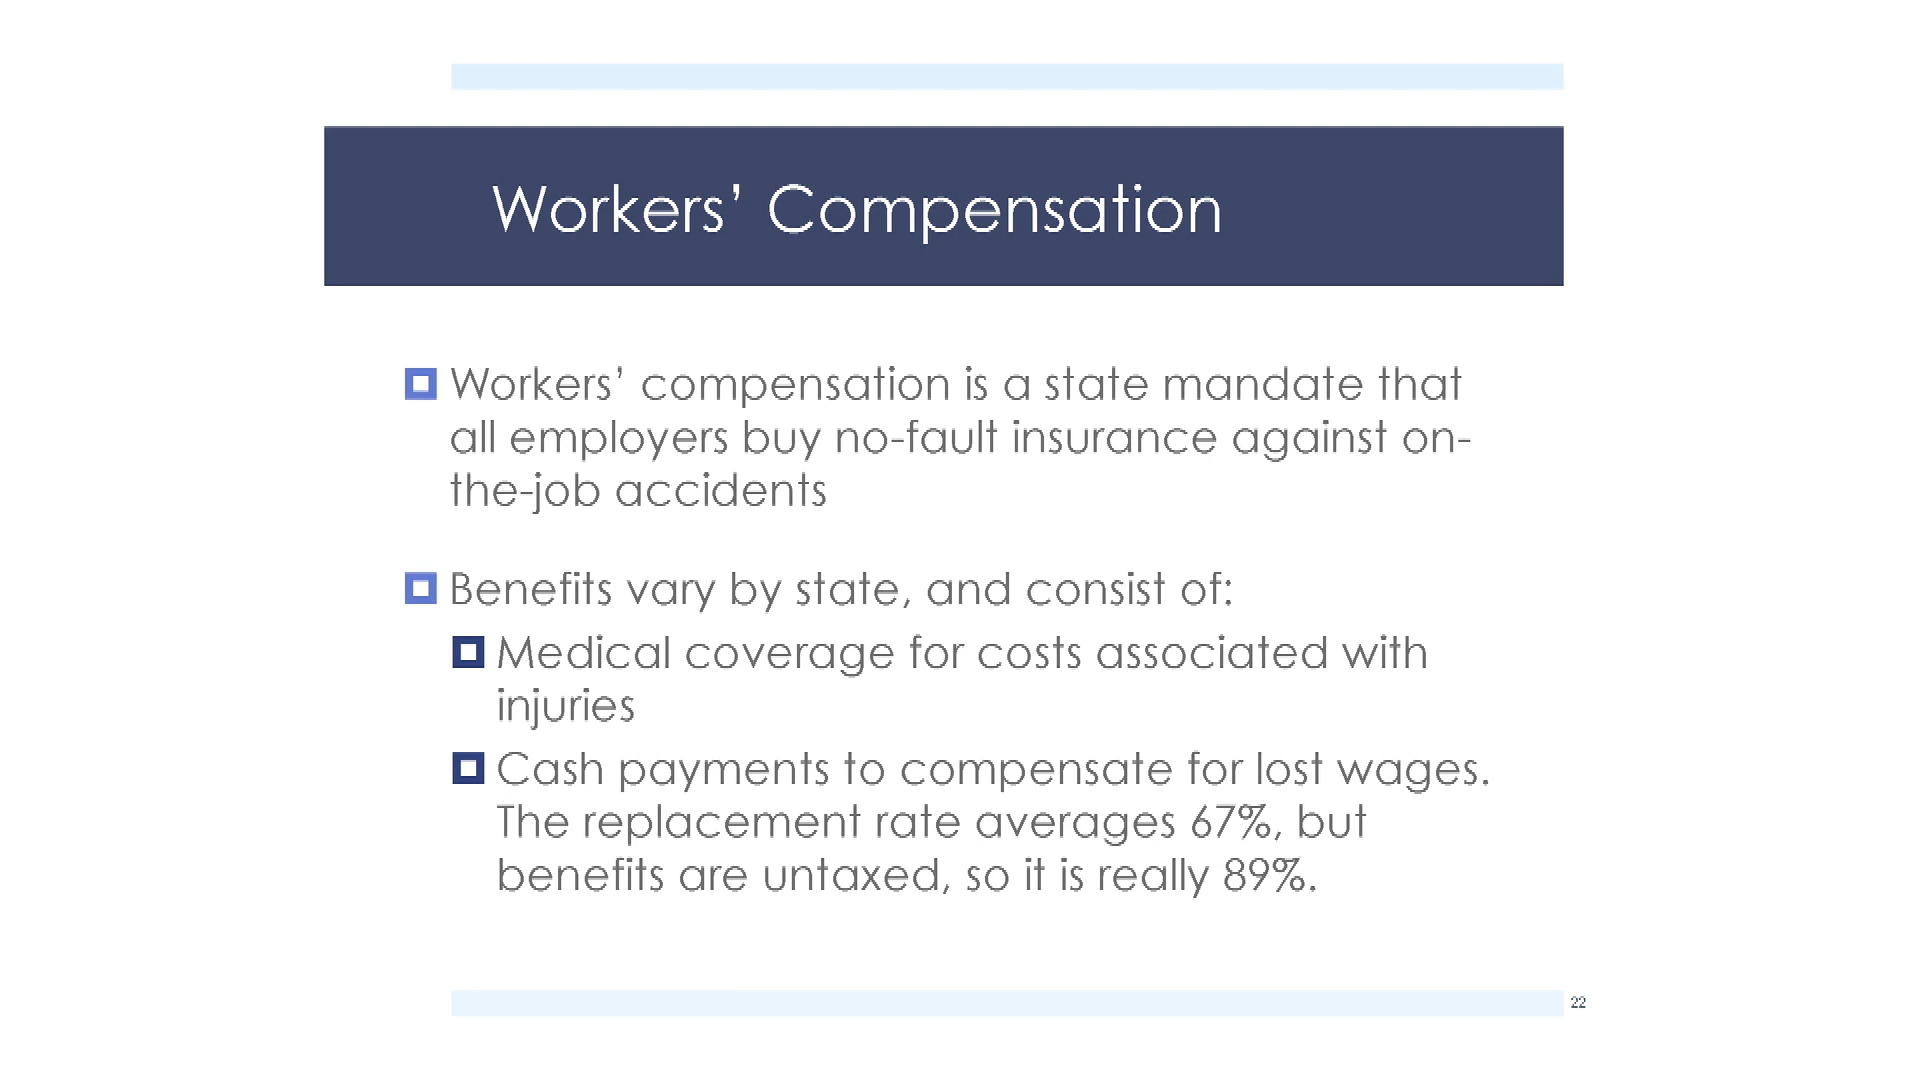 Workers’ Compensation
Workers’ compensation is a state mandate that
all employers buy no-fault insurance against on-
the-job accidents
Benefits vary by state, and consist of:
Medical coverage for costs associated with
injuries
Cash payments to compensate for lost wages.
The replacement rate averages 67%, but
benefits are untaxed, so it is really 89%.
22